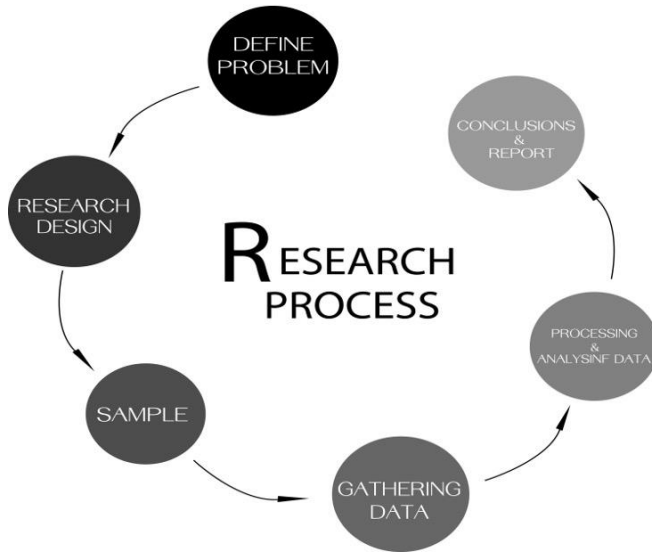 DEFINE
PROBLEM
RESEARCH
DESIGN
SAMPLE
GATHERING
DATA
PROCESSING
&
ANALYSINF DATA
CONCLUSIONS
&
REPORT
RESEARCH
PROCESS